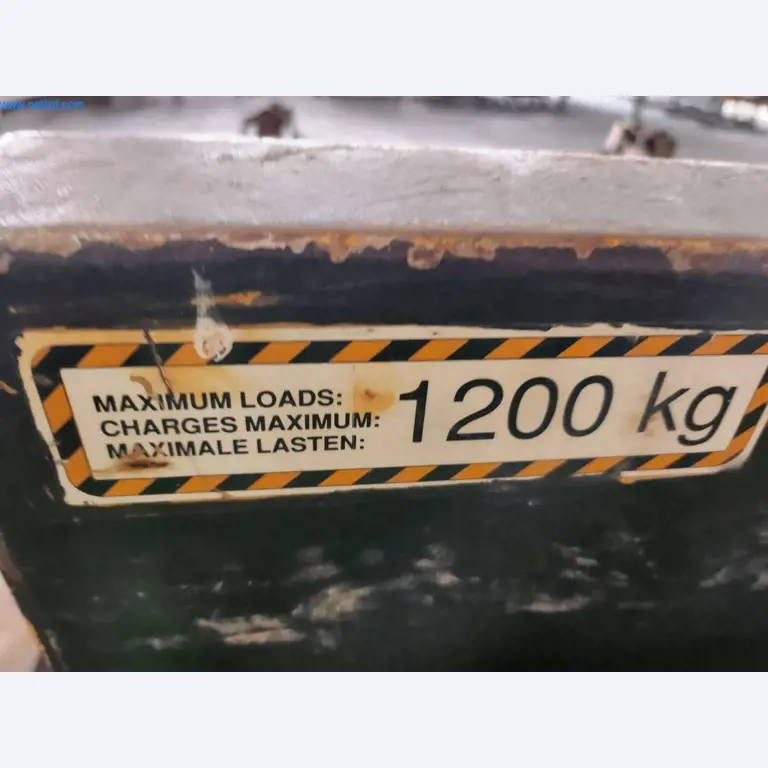 MAXIMUM LOADS:
CHARGES MAXIMUM:
MAXIMALE LASTEN:
1200 kg